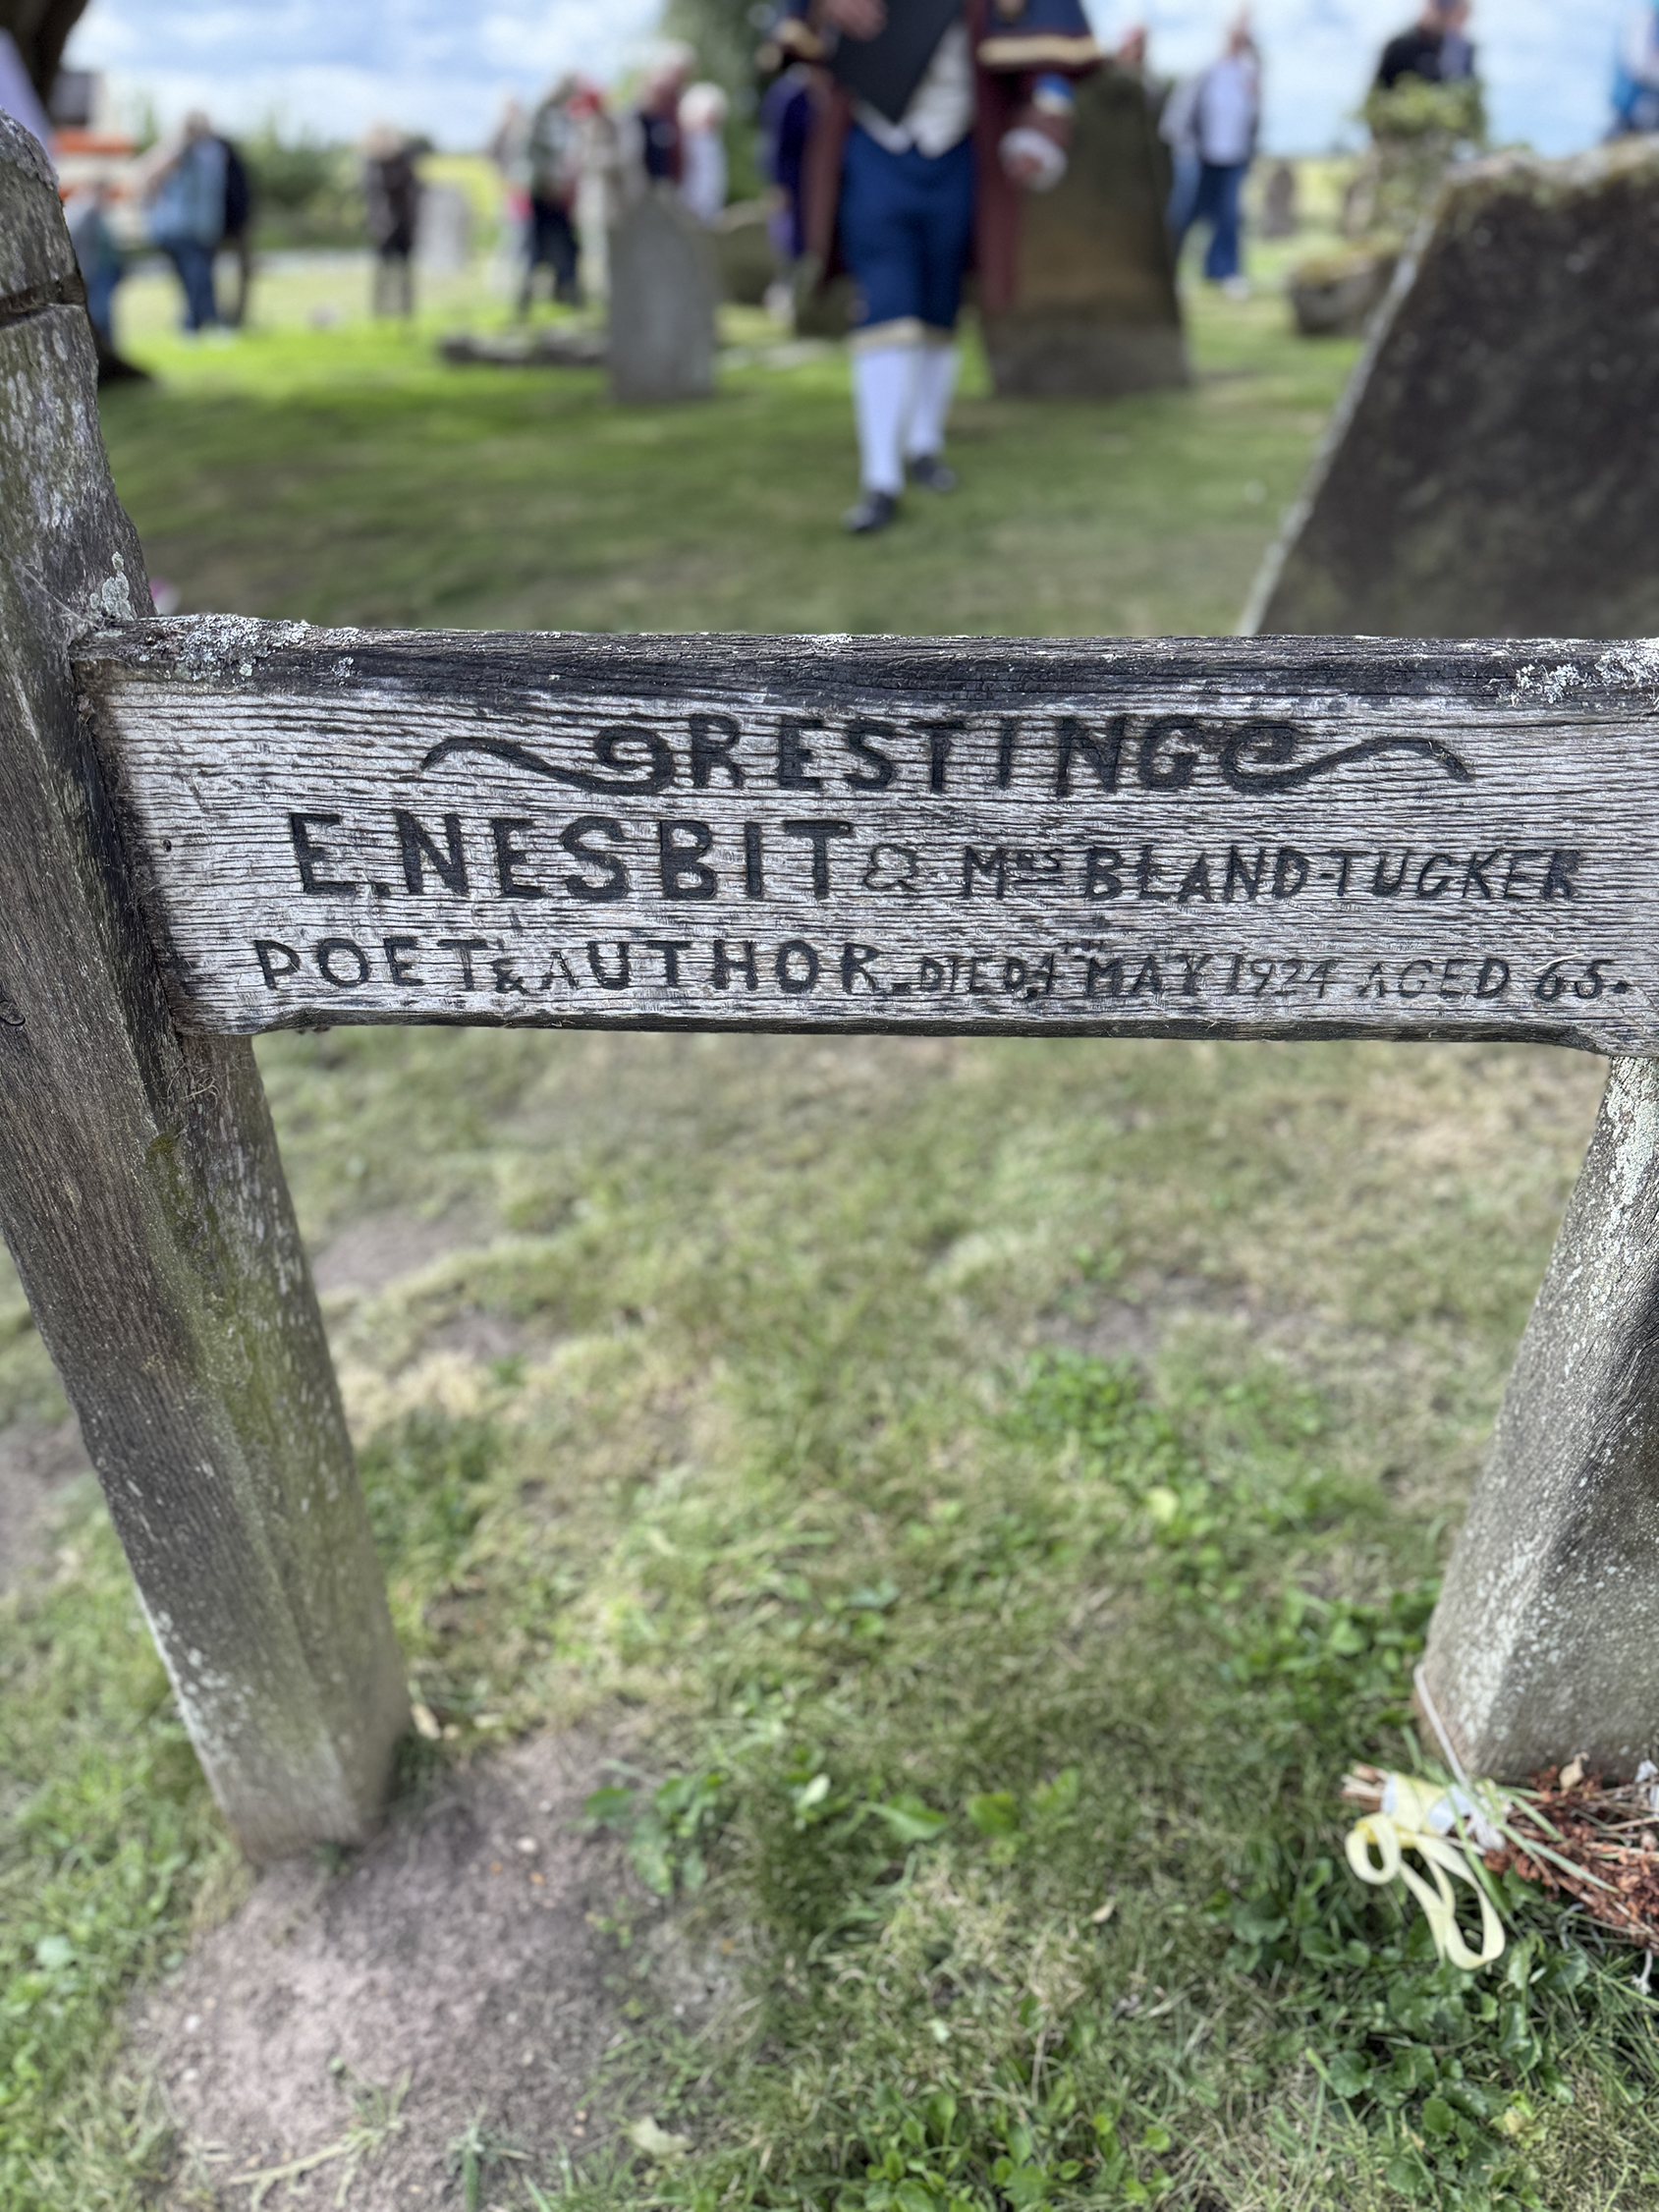 RESTING
E. NESBIT & MRS BLAND-TUCKER
POET & AUTHOR. DIED 4TH MAY 1924 AGED 65.